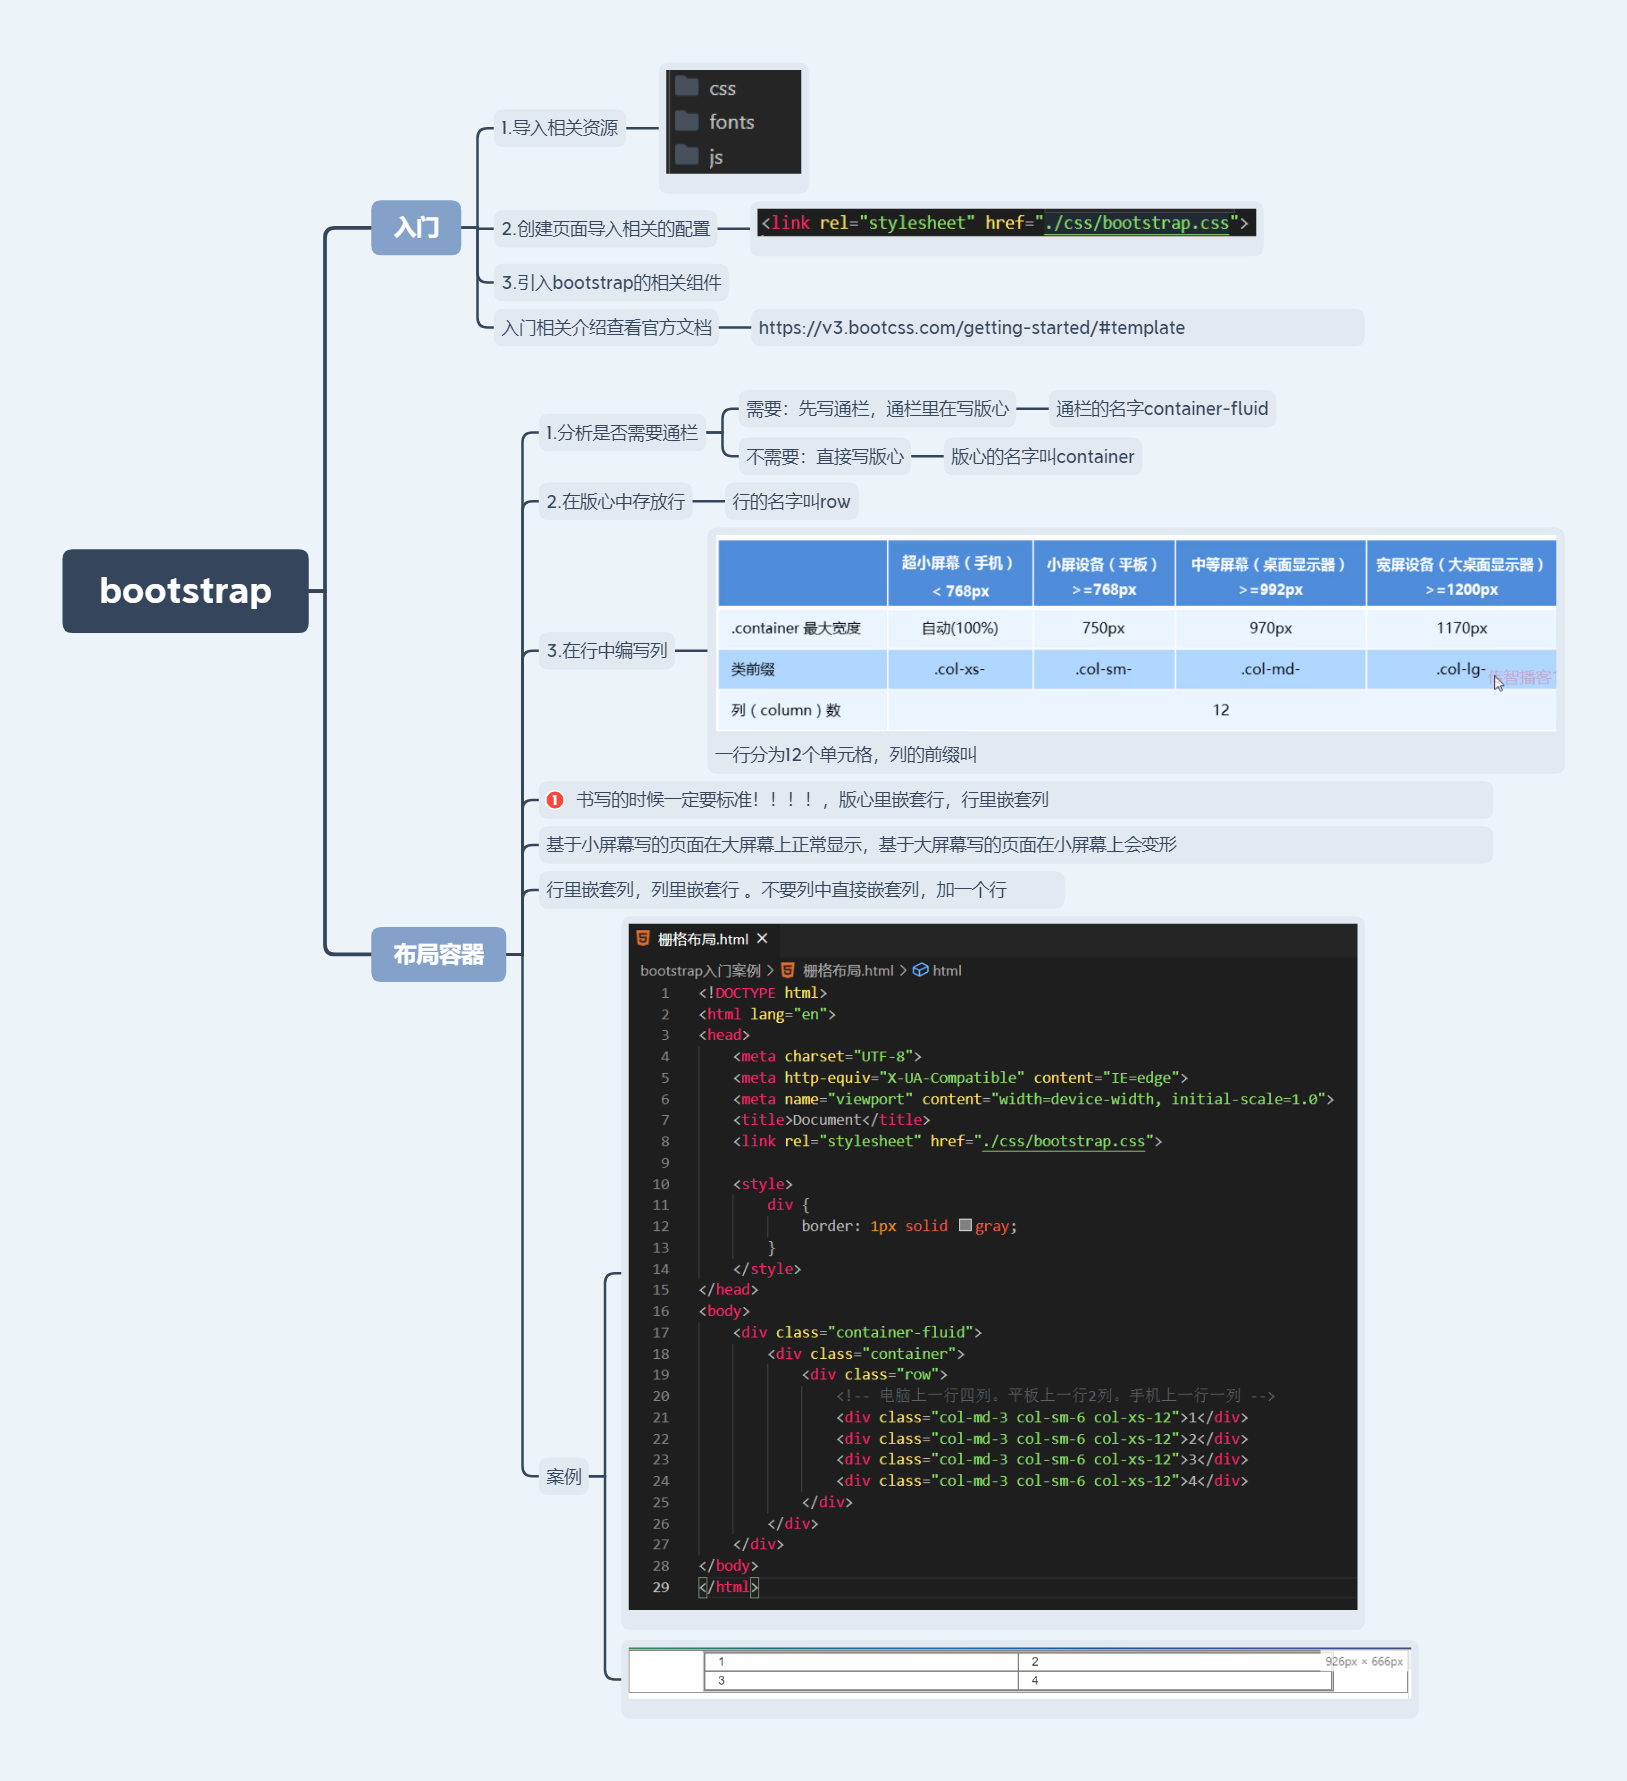 bootstrap
入门
1.导入相关资源
css
fonts
js
2.创建页面导入相关的配置
<link rel="stylesheet" href="./css/bootstrap.css">
3.引入bootstrap的相关组件
入门相关介绍查看官方文档
https://v3.bootcss.com/getting-started/#template
布局容器
1.分析是否需要通栏
需要：先写通栏，通栏里在写版心
通栏的名字container-fluid
不需要：直接写版心
版心的名字叫container
2.在版心中存放行
行的名字叫row
3.在行中编写列
超小屏幕（手机）
< 768px
小屏设备（平板）
>=768px
中等屏幕（桌面显示器）
>=992px
宽屏设备（大桌面显示器）
>=1200px
.container 最大宽度 自动(100%) 750px 970px 1170px
类前缀 .col-xs- .col-sm- .col-md- .col-lg-
智播客
列（column）数 12
一行分为12个单元格，列的前缀叫
1 书写的时候一定要标准！！！！，版心里嵌套行，行里嵌套列
基于小屏幕写的页面在大屏幕上正常显示，基于大屏幕写的页面在小屏幕上会变形
行里嵌套列，列里嵌套行 。不要列中直接嵌套列，加一个行
案例
栅格布局.html ×
bootstrap入门案例 > 栅格布局.html > html
1 <!DOCTYPE html>
2 <html lang="en">
3 <head>
4 <meta charset="UTF-8">
5 <meta http-equiv="X-UA-Compatible" content="IE=edge">
6 <meta name="viewport" content="width=device-width, initial-scale=1.0">
7 <title>Document</title>
8 <link rel="stylesheet" href="./css/bootstrap.css">
9
10 <style>
11 div {
12 border: 1px solid gray;
13 }
14 </style>
15 </head>
16 <body>
17 <div class="container-fluid">
18 <div class="container">
19 <div class="row">
20 <!-- 电脑上一行四列。平板上一行2列。手机上一行一列 -->
21 <div class="col-md-3 col-sm-6 col-xs-12">1</div>
22 <div class="col-md-3 col-sm-6 col-xs-12">2</div>
23 <div class="col-md-3 col-sm-6 col-xs-12">3</div>
24 <div class="col-md-3 col-sm-6 col-xs-12">4</div>
25 </div>
26 </div>
27 </div>
28 </body>
29 </html>
1 2 926px × 666px
3 4